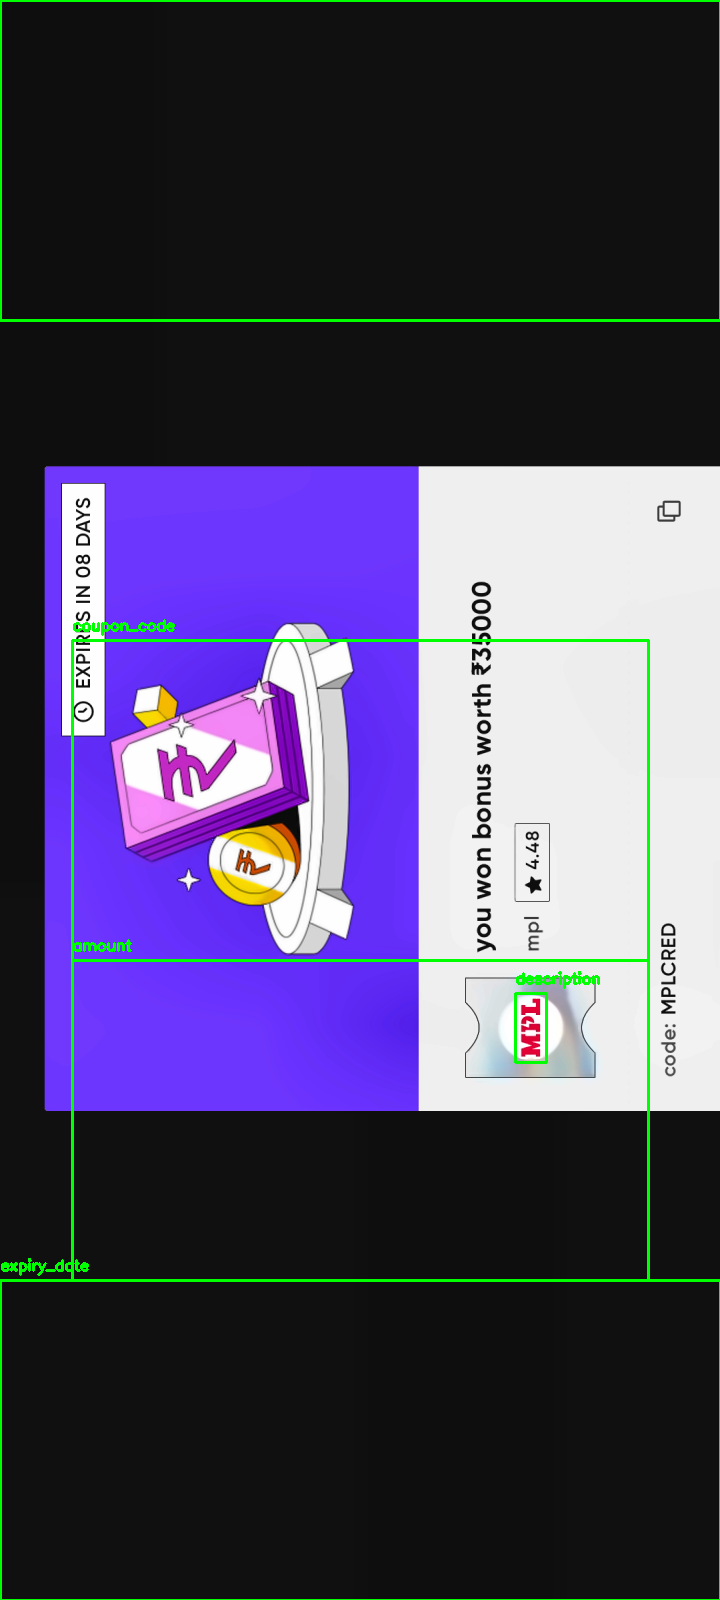 EXPIRES IN 08 DAYS
coupon_code
you won bonus worth ₹35000
mpl ★ 4.48
amount
description
MPL
code: MPLCRED
expiry_date